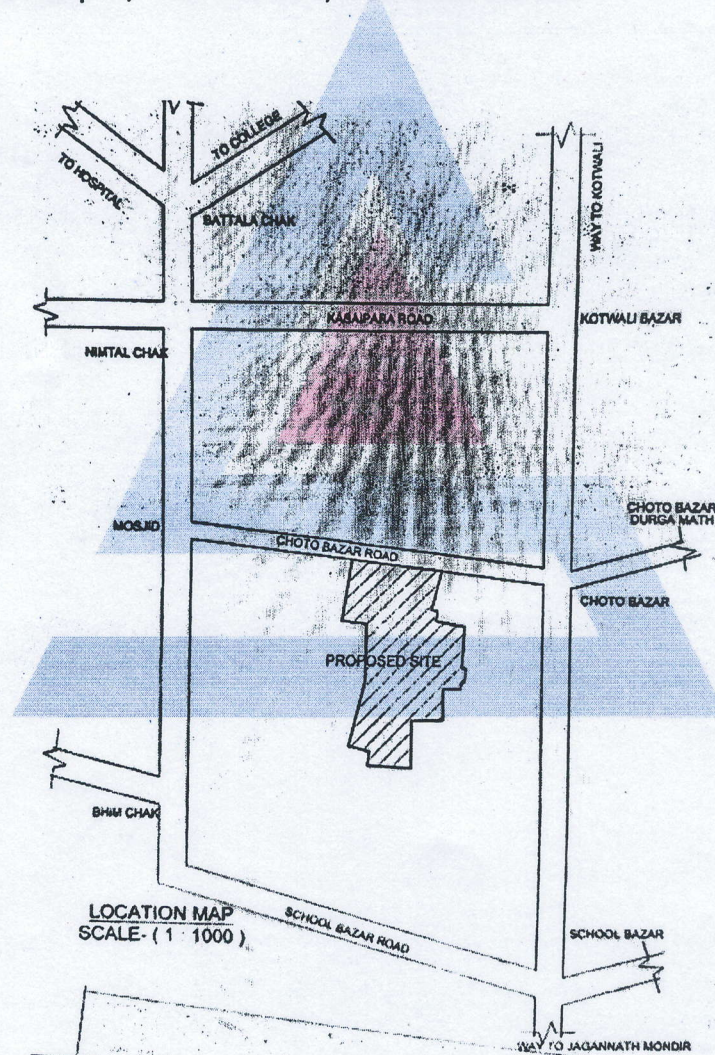 TO COLLEGE
TO HOSPITAL
BATTALA CHAK
WAY TO KOTWALI
KASAIPARA ROAD
KOTWALI BAZAR
NIMTAL CHAK
MOSJID
CHOTO BAZAR ROAD
CHOTO BAZAR
DURGA MATH
CHOTO BAZAR
PROPOSED SITE
BHIM CHAK
LOCATION MAP
SCALE- ( 1 : 1000 )
SCHOOL BAZAR ROAD
SCHOOL BAZAR
WAY TO JAGANNATH MONDIR